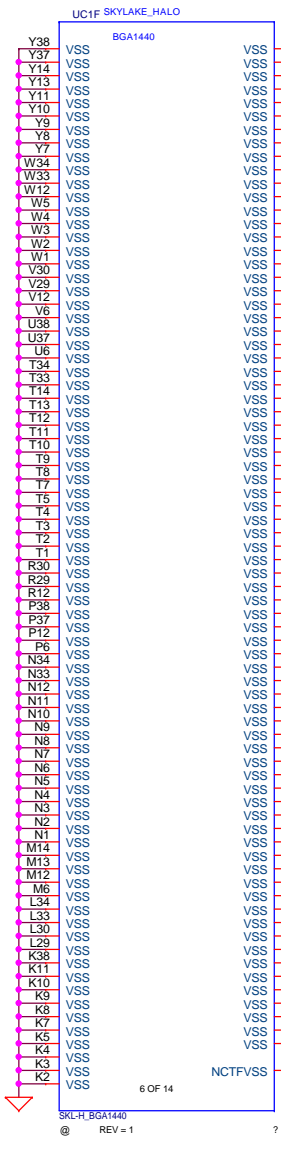 UC1F SKYLAKE_HALO
BGA1440
Y38 VSS VSS
Y37 VSS VSS
Y14 VSS VSS
Y13 VSS VSS
Y11 VSS VSS
Y10 VSS VSS
Y9 VSS VSS
Y8 VSS VSS
Y7 VSS VSS
W34 VSS VSS
W33 VSS VSS
W12 VSS VSS
W5 VSS VSS
W4 VSS VSS
W3 VSS VSS
W2 VSS VSS
W1 VSS VSS
V30 VSS VSS
V29 VSS VSS
V12 VSS VSS
V6 VSS VSS
U38 VSS VSS
U37 VSS VSS
U6 VSS VSS
T34 VSS VSS
T33 VSS VSS
T14 VSS VSS
T13 VSS VSS
T12 VSS VSS
T11 VSS VSS
T10 VSS VSS
T9 VSS VSS
T8 VSS VSS
T7 VSS VSS
T5 VSS VSS
T4 VSS VSS
T3 VSS VSS
T2 VSS VSS
T1 VSS VSS
R30 VSS VSS
R29 VSS VSS
R12 VSS VSS
P38 VSS VSS
P37 VSS VSS
P12 VSS VSS
P6 VSS VSS
N34 VSS VSS
N33 VSS VSS
N12 VSS VSS
N11 VSS VSS
N10 VSS VSS
N9 VSS VSS
N8 VSS VSS
N7 VSS VSS
N6 VSS VSS
N5 VSS VSS
N4 VSS VSS
N3 VSS VSS
N2 VSS VSS
N1 VSS VSS
M14 VSS VSS
M13 VSS VSS
M12 VSS VSS
M6 VSS VSS
L34 VSS VSS
L33 VSS VSS
L30 VSS VSS
L29 VSS VSS
K38 VSS VSS
K11 VSS VSS
K10 VSS VSS
K9 VSS VSS
K8 VSS VSS
K7 VSS VSS
K5 VSS VSS
K4 VSS
K3 VSS NCTFVSS
K2 VSS
6 OF 14
SKL-H_BGA1440
@ REV = 1 ?